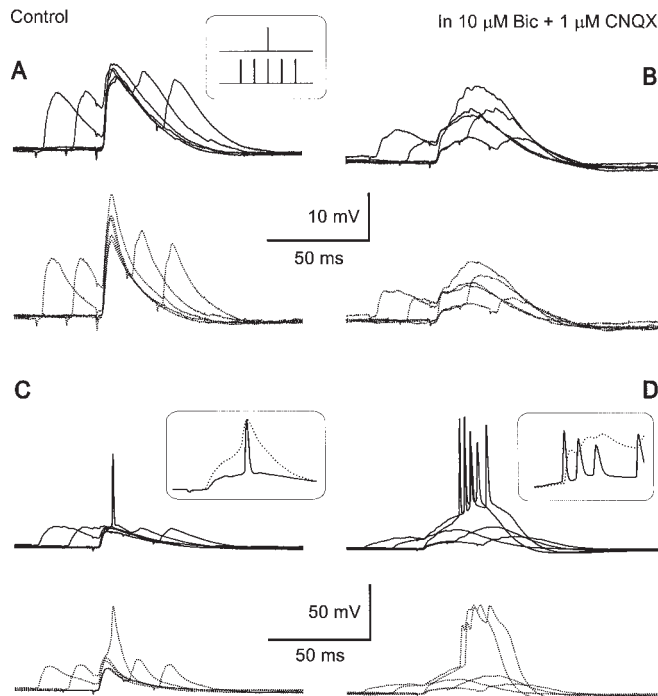 Control
In 10 µM Bic + 1 µM CNQX
A
B
10 mV
50 ms
C
D
50 mV
50 ms